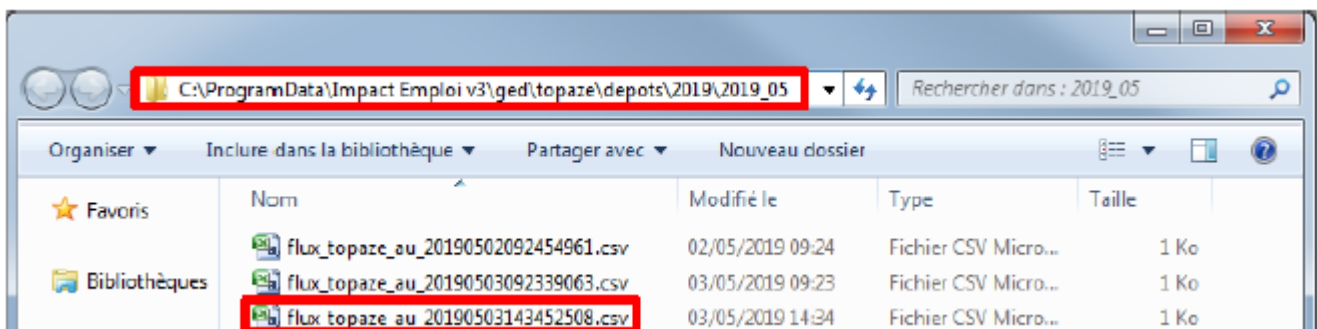 C:\ProgramData\Impact Emploi v3\ged\topaze\depots\2019\2019_05 Rechercher dans : 2019_05
Organiser Inclure dans la bibliothèque Partager avec Nouveau dossier
Favoris Nom Modifié le Type Taille
flux_topaze_au_20190502092454961.csv 02/05/2019 09:24 Fichier CSV Micro... 1 Ko
Bibliothèques flux_topaze_au_20190503092339063.csv 03/05/2019 09:23 Fichier CSV Micro... 1 Ko
flux_topaze_au_20190503143452508.csv 03/05/2019 14:34 Fichier CSV Micro... 1 Ko